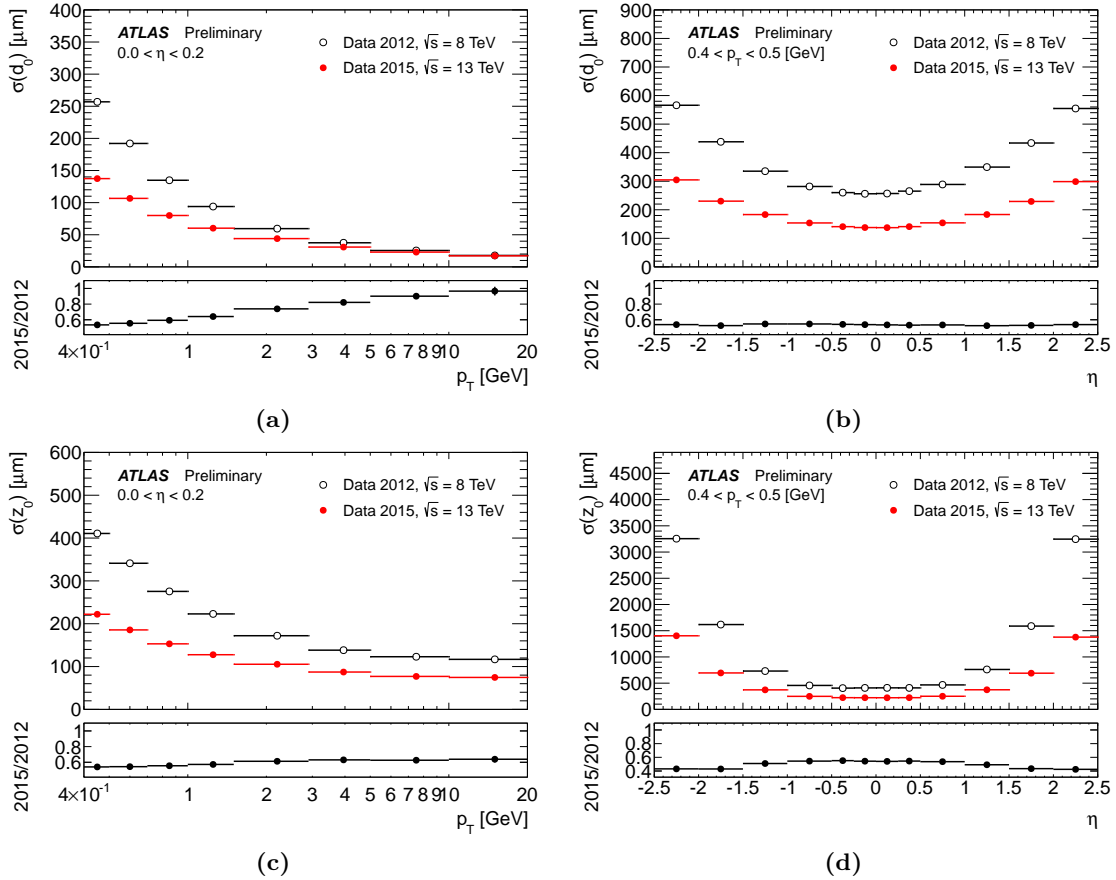 σ(d₀) [μm]
400
350
300
250
200
150
100
50
0
ATLAS Preliminary
0.0 < η < 0.2
Data 2012, √s = 8 TeV
Data 2015, √s = 13 TeV
2015/2012
1
0.8
0.6
4×10⁻¹ 1 2 3 4 5 6 7 8 9 10 20
p_T [GeV]
(a)
σ(d₀) [μm]
900
800
700
600
500
400
300
200
100
0
ATLAS Preliminary
0.4 < p_T < 0.5 [GeV]
Data 2012, √s = 8 TeV
Data 2015, √s = 13 TeV
2015/2012
1
0.8
0.6
-2.5 -2 -1.5 -1 -0.5 0 0.5 1 1.5 2 2.5
η
(b)
σ(z₀) [μm]
600
500
400
300
200
100
0
ATLAS Preliminary
0.0 < η < 0.2
Data 2012, √s = 8 TeV
Data 2015, √s = 13 TeV
2015/2012
1
0.8
0.6
4×10⁻¹ 1 2 3 4 5 6 7 8 9 10 20
p_T [GeV]
(c)
σ(z₀) [μm]
4500
4000
3500
3000
2500
2000
1500
1000
500
0
ATLAS Preliminary
0.4 < p_T < 0.5 [GeV]
Data 2012, √s = 8 TeV
Data 2015, √s = 13 TeV
2015/2012
1
0.8
0.6
0.4
-2.5 -2 -1.5 -1 -0.5 0 0.5 1 1.5 2 2.5
η
(d)